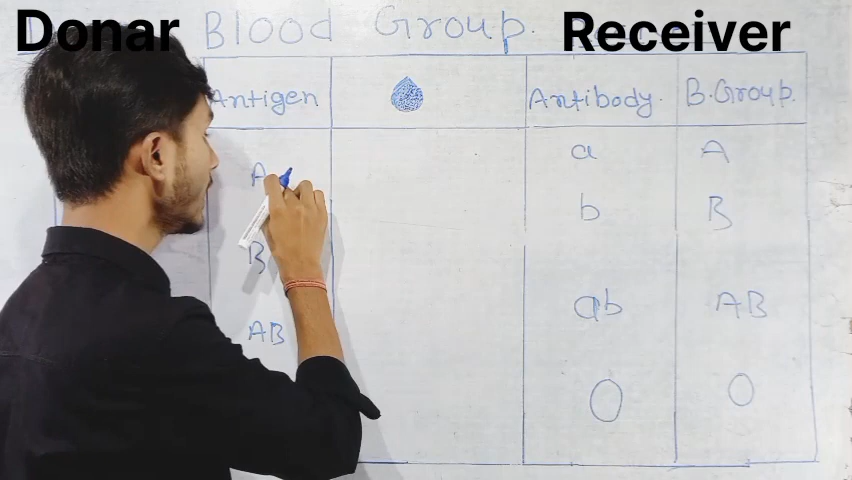 Donar Blood Group. Receiver
Antigen Antibody. B.Group.
A a A
B b B
AB ab AB
O O